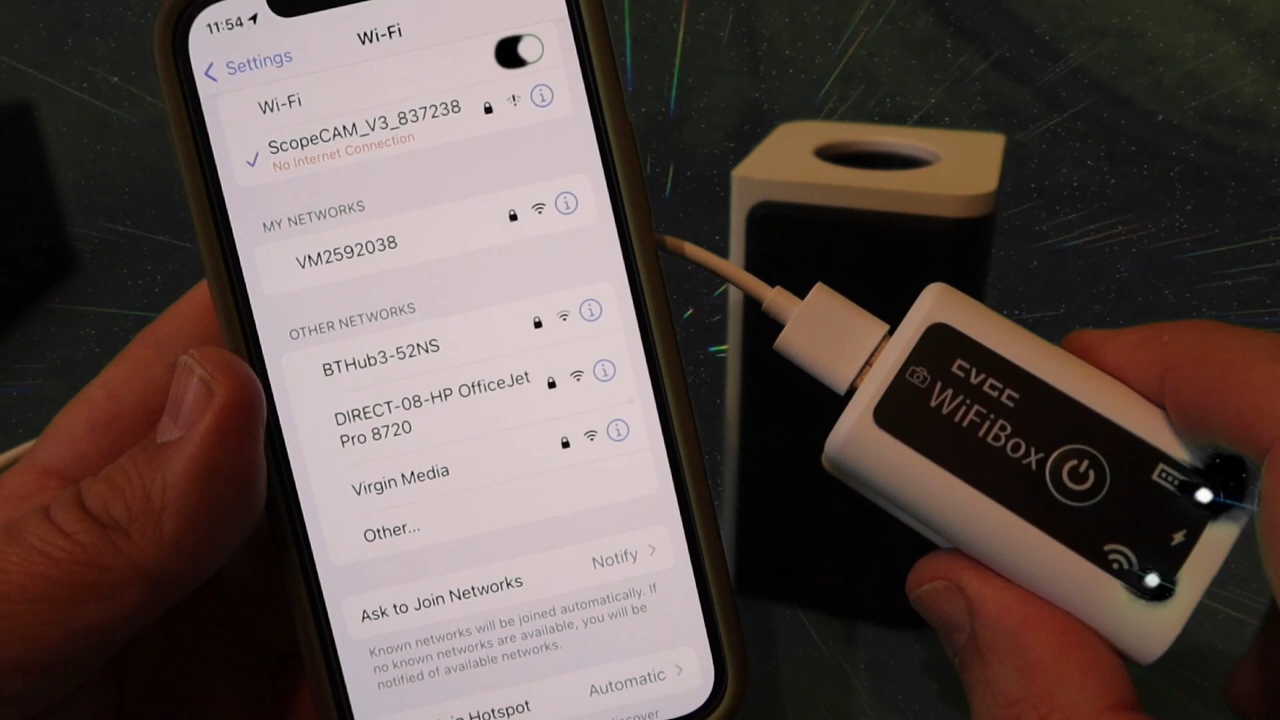 11:54
Wi-Fi
Settings
Wi-Fi
ScopeCAM_V3_837238
No Internet Connection
MY NETWORKS
VM2592038
OTHER NETWORKS
BTHub3-52NS
DIRECT-08-HP OfficeJet
Pro 8720
Virgin Media
Other...
Ask to Join Networks
Notify
Known networks will be joined automatically. If
no known networks are available, you will be
notified of available networks.
Hotspot
Automatic
WiFiBox